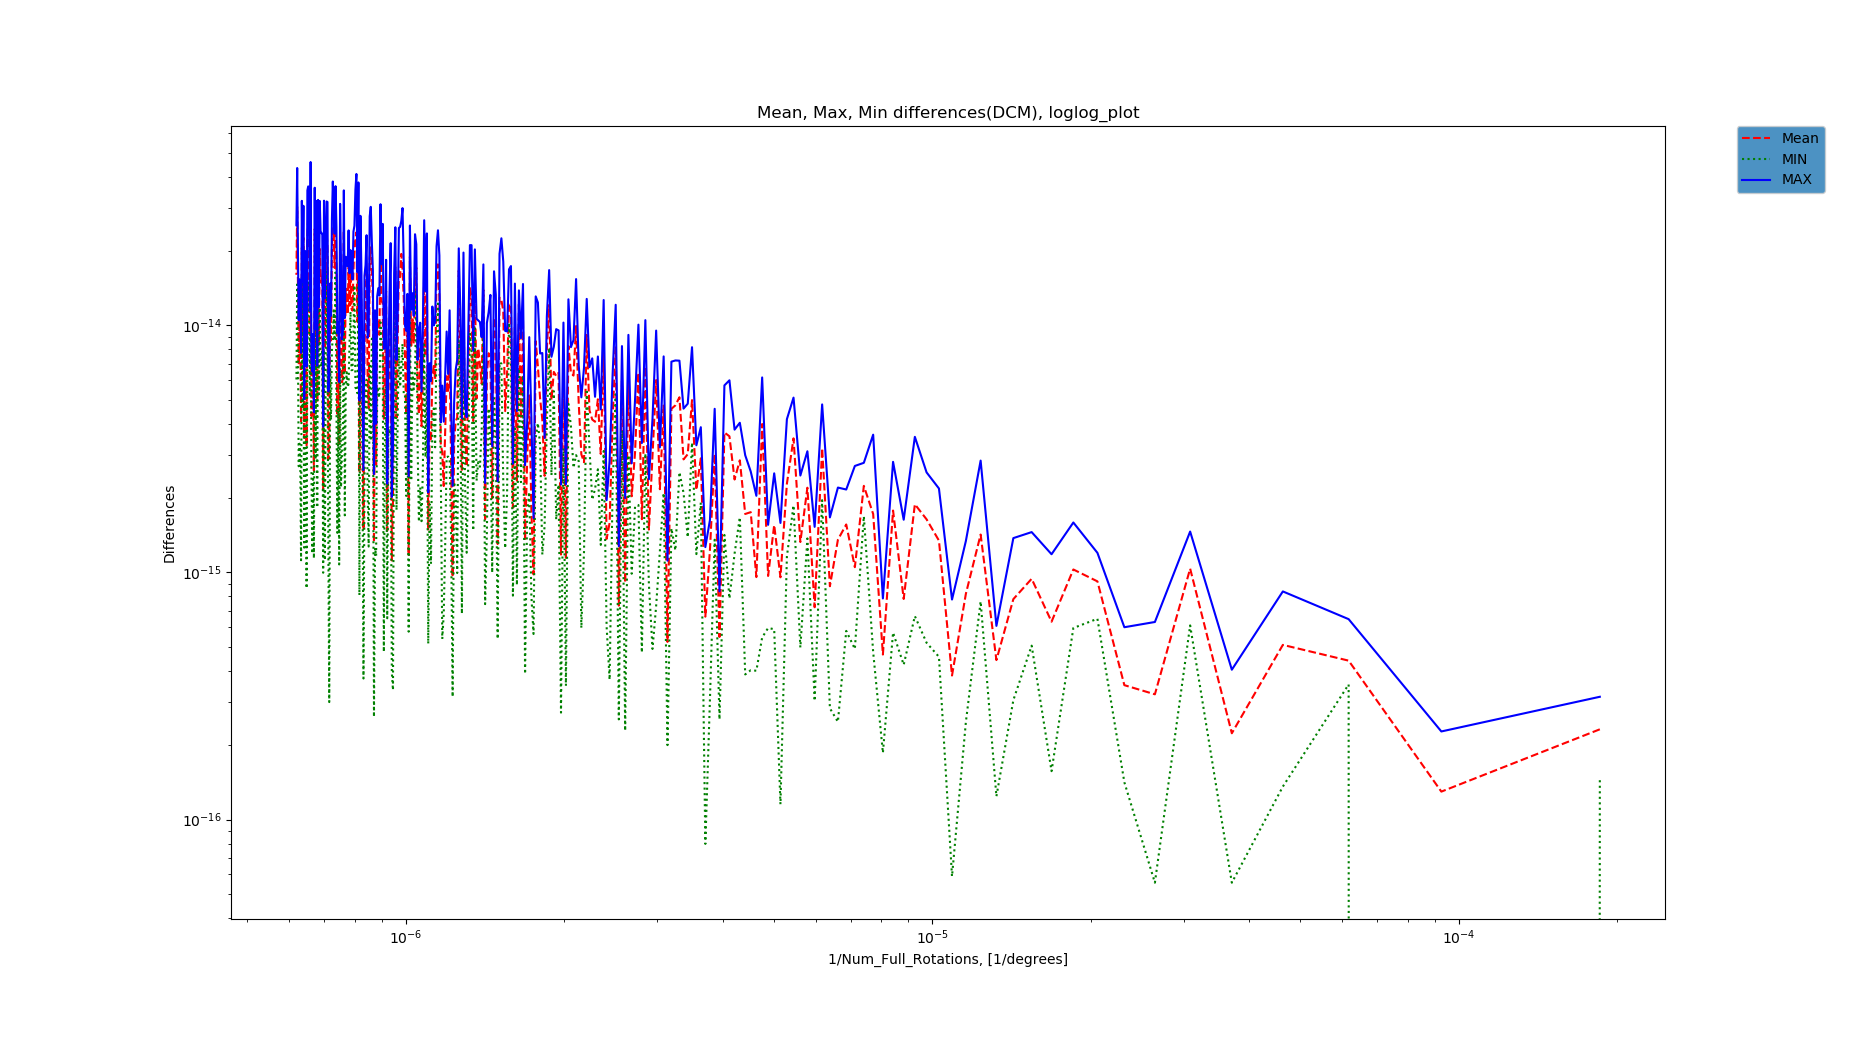 Mean, Max, Min differences(DCM), loglog_plot
Mean
MIN
MAX
Differences
10⁻¹⁴
10⁻¹⁵
10⁻¹⁶
10⁻⁶
10⁻⁵
10⁻⁴
1/Num_Full_Rotations, [1/degrees]